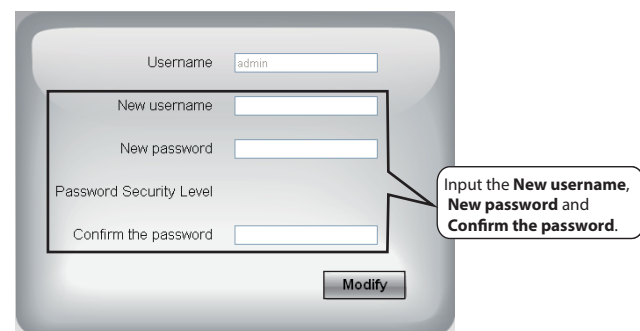 Username admin
New username
New password
Password Security Level
Confirm the password
Modify
Input the New username,
New password and
Confirm the password.